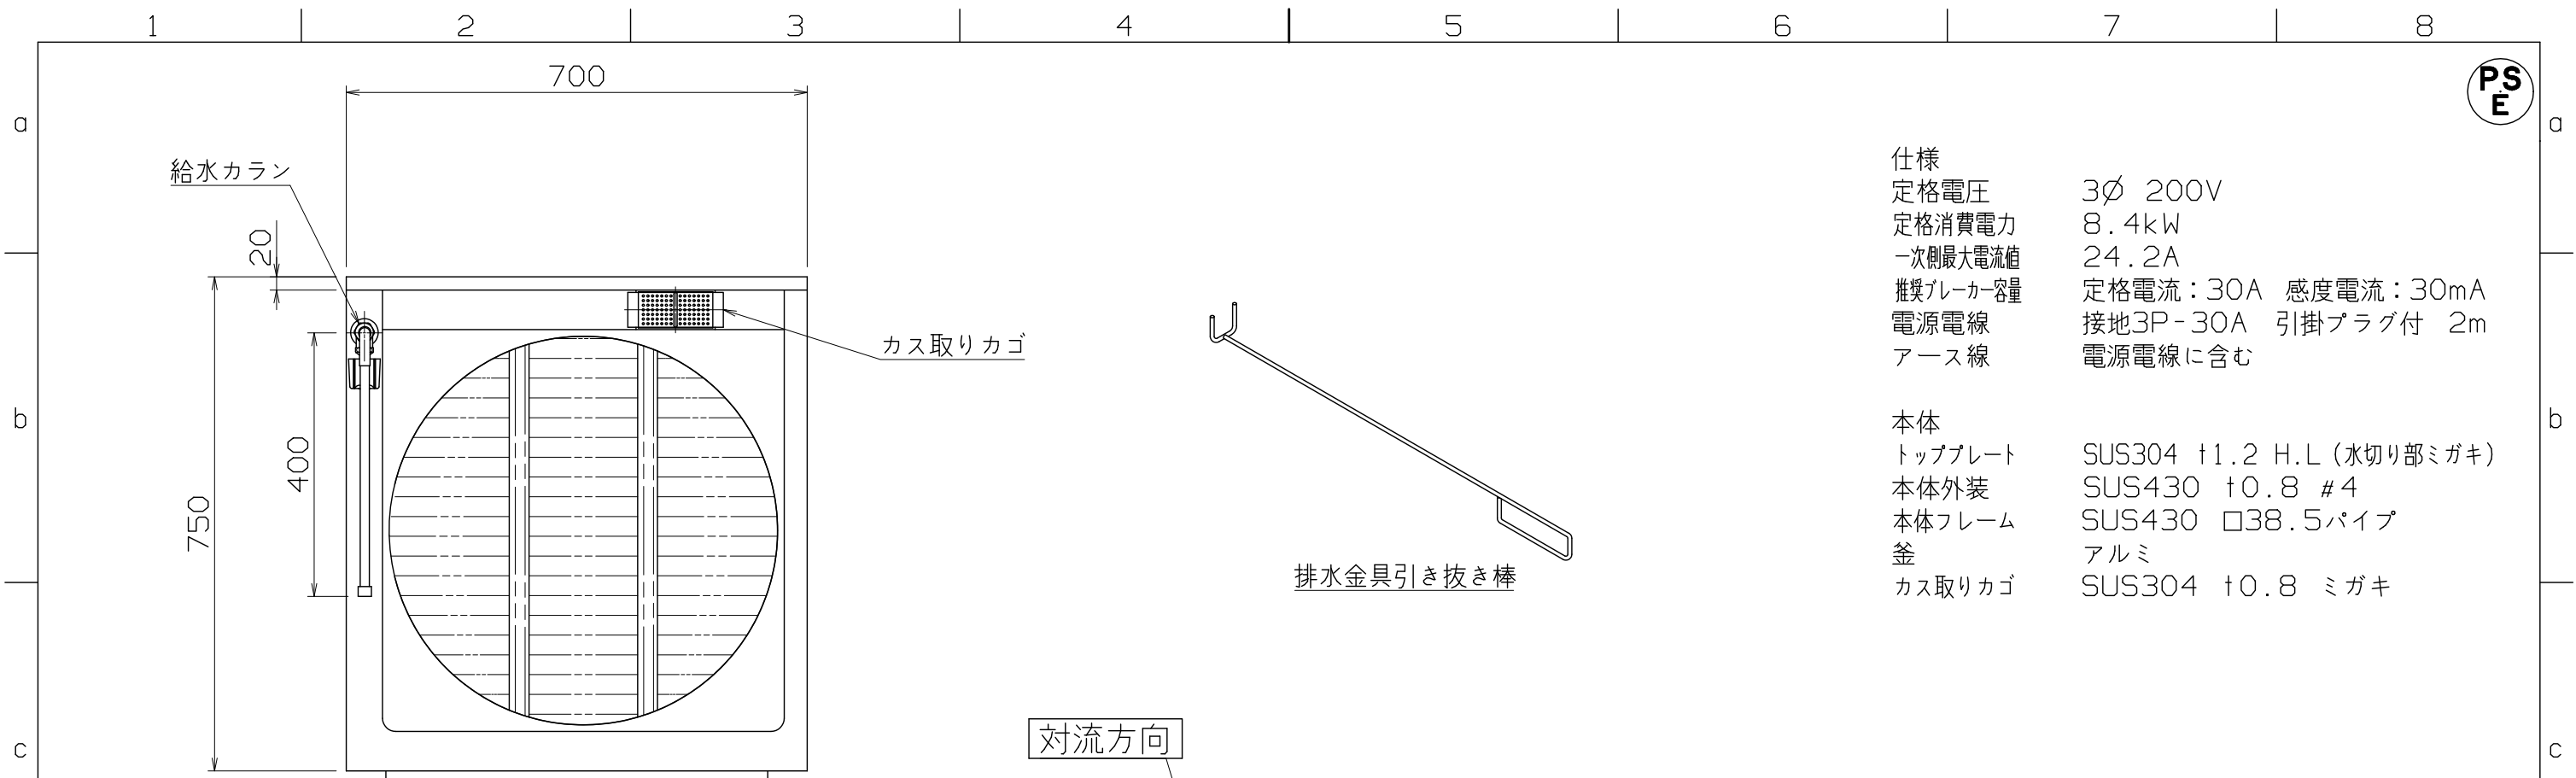 1 2 3 4 5 6 7 8
PS
E
a a
700
給水カラン
20
仕様
定格電圧 3Ø 200V
定格消費電力 8.4kW
一次側最大電流値 24.2A
推奨ブレーカー容量 定格電流：30A 感度電流：30mA
電源電線 接地3P-30A 引掛プラグ付 2m
アース線 電源電線に含む
カス取りカゴ
b b
400
750
本体
トッププレート SUS304 t1.2 H.L（水切り部ミガキ）
本体外装 SUS430 t0.8 #4
本体フレーム SUS430 □38.5パイプ
釜 アルミ
カス取りカゴ SUS304 t0.8 ミガキ
排水金具引き抜き棒
対流方向
c c